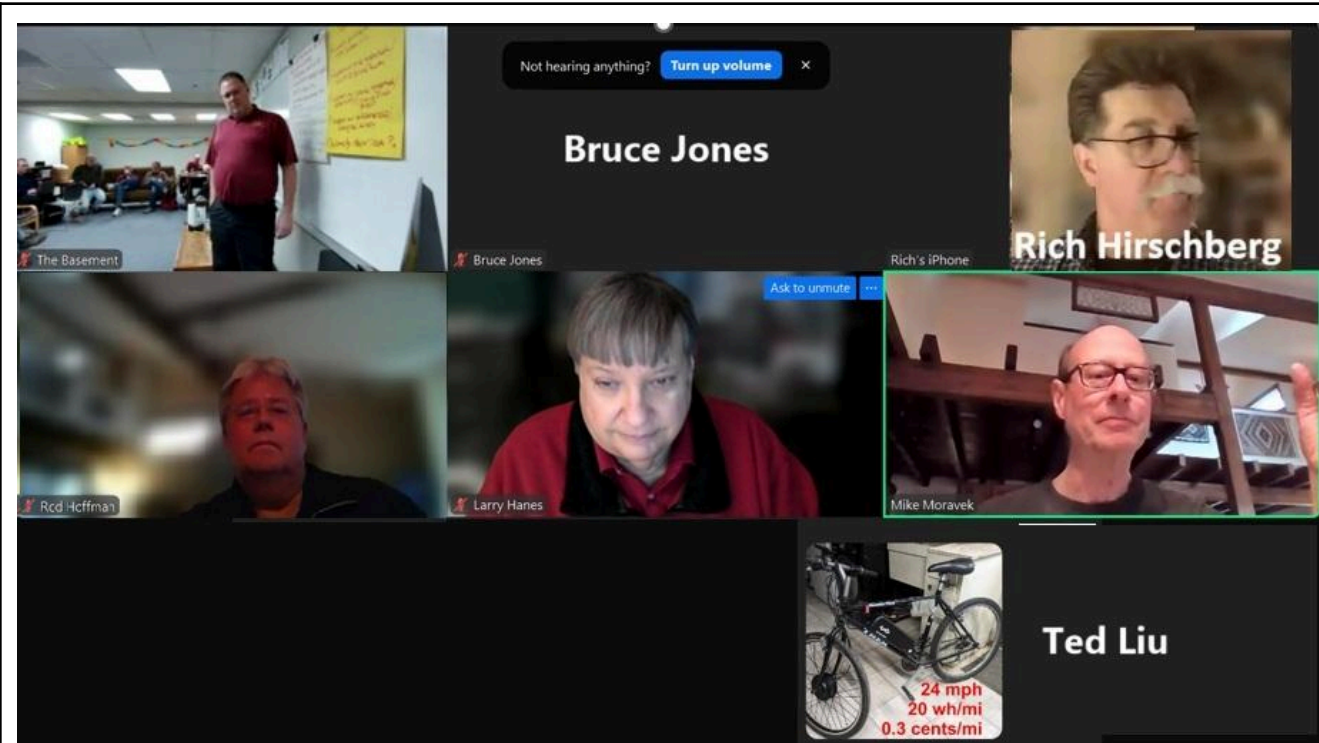 Not hearing anything? Turn up volume ×
Bruce Jones
The Basement
Bruce Jones
Rich's iPhone
Rich Hirschberg
Ask to unmute ...
Rod Hoffman
Larry Hanes
Mike Moravek
24 mph
20 wh/mi
0.3 cents/mi
Ted Liu